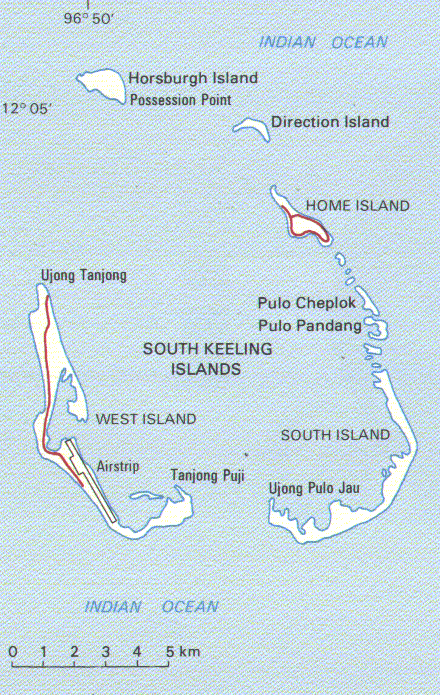 96° 50′
INDIAN OCEAN
Horsburgh Island
Possession Point
12° 05′
Direction Island
HOME ISLAND
Ujong Tanjong
Pulo Cheplok
Pulo Pandang
SOUTH KEELING
ISLANDS
WEST ISLAND
SOUTH ISLAND
Airstrip
Tanjong Puji
Ujong Pulo Jau
INDIAN OCEAN
0 1 2 3 4 5 km